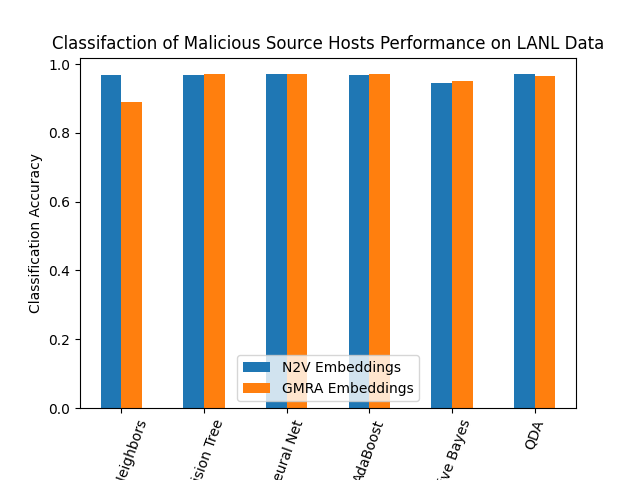 Classifaction of Malicious Source Hosts Performance on LANL Data
Classification Accuracy
1.0
0.8
0.6
0.4
0.2
0.0
N2V Embeddings
GMRA Embeddings
Neighbors
ision Tree
eural Net
AdaBoost
ive Bayes
QDA